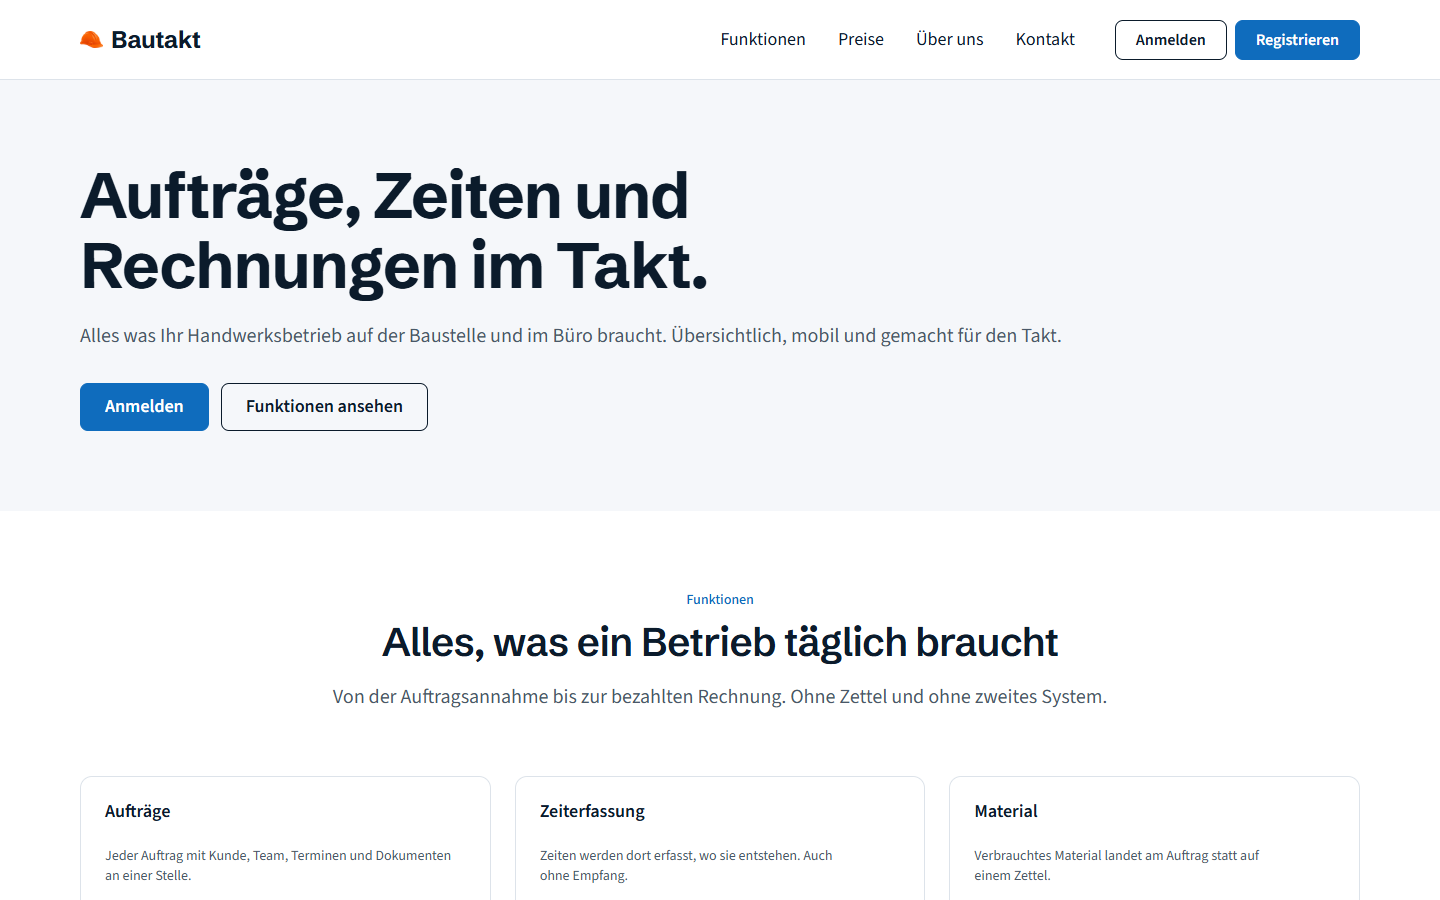 Bautakt
Funktionen
Preise
Über uns
Kontakt
Anmelden
Registrieren
Aufträge, Zeiten und
Rechnungen im Takt.
Alles was Ihr Handwerksbetrieb auf der Baustelle und im Büro braucht. Übersichtlich, mobil und gemacht für den Takt.
Anmelden
Funktionen ansehen
Funktionen
Alles, was ein Betrieb täglich braucht
Von der Auftragsannahme bis zur bezahlten Rechnung. Ohne Zettel und ohne zweites System.
Aufträge
Jeder Auftrag mit Kunde, Team, Terminen und Dokumenten
an einer Stelle.
Zeiterfassung
Zeiten werden dort erfasst, wo sie entstehen. Auch
ohne Empfang.
Material
Verbrauchtes Material landet am Auftrag statt auf
einem Zettel.